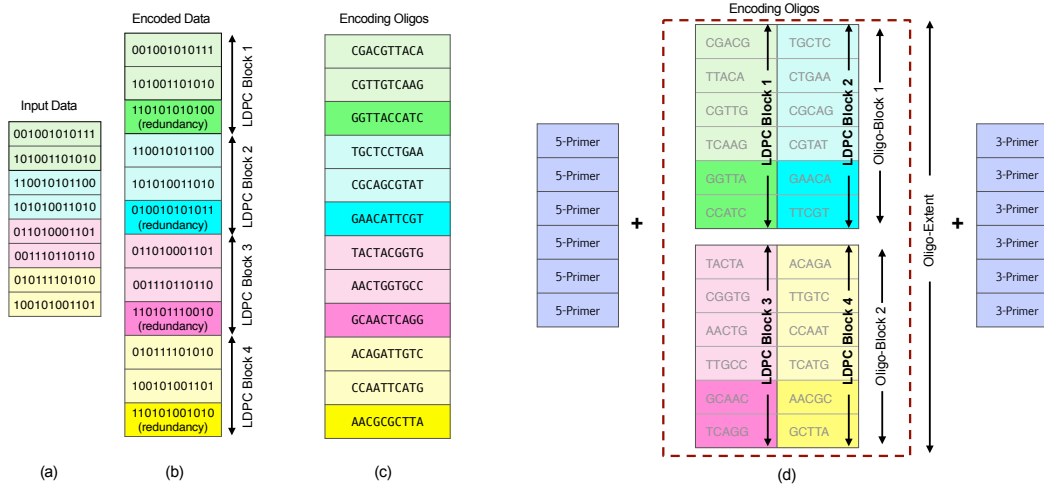 Input Data
001001010111
101001101010
110010101100
101010011010
011010001101
001110110110
010111101010
100101001101
(a)
Encoded Data
001001010111
101001101010
110101010100
(redundancy)
110010101100
101010011010
010010101011
(redundancy)
011010001101
001110110110
110101110010
(redundancy)
010111101010
100101001101
110101001010
(redundancy)
LDPC Block 1
LDPC Block 2
LDPC Block 3
LDPC Block 4
(b)
Encoding Oligos
CGACGTTACA
CGTTGTCAAG
GGTTACCATC
TGCTCCTGAA
CGCAGCGTAT
GAACATTCGT
TACTACGGTG
AACTGGTGCC
GCAACTCAGG
ACAGATTGTC
CCAATTCATG
AACGCGCTTA
(c)
5-Primer
5-Primer
5-Primer
5-Primer
5-Primer
5-Primer
+
Encoding Oligos
CGACG TGCTC
TTACA CTGAA
CGTTG CGCAG
TCAAG CGTAT
GGTTA GAACA
CCATC TTCGT
LDPC Block 1
LDPC Block 2
Oligo-Block 1
TACTA ACAGA
CGGTG TTGTC
AACTG CCAAT
TTGCC TCATG
GCAAC AACGC
TCAGG GCTTA
LDPC Block 3
LDPC Block 4
Oligo-Block 2
Oligo-Extent
+
3-Primer
3-Primer
3-Primer
3-Primer
3-Primer
3-Primer
(d)